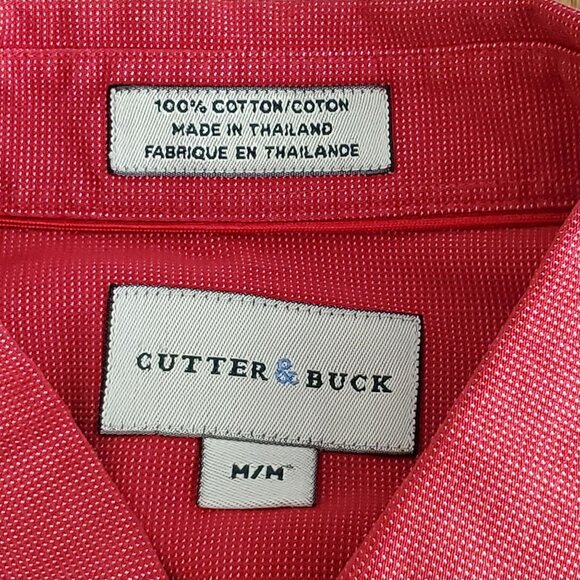 100% COTTON/COTON
MADE IN THAILAND
FABRIQUE EN THAILANDE
CUTTER & BUCK
M/M